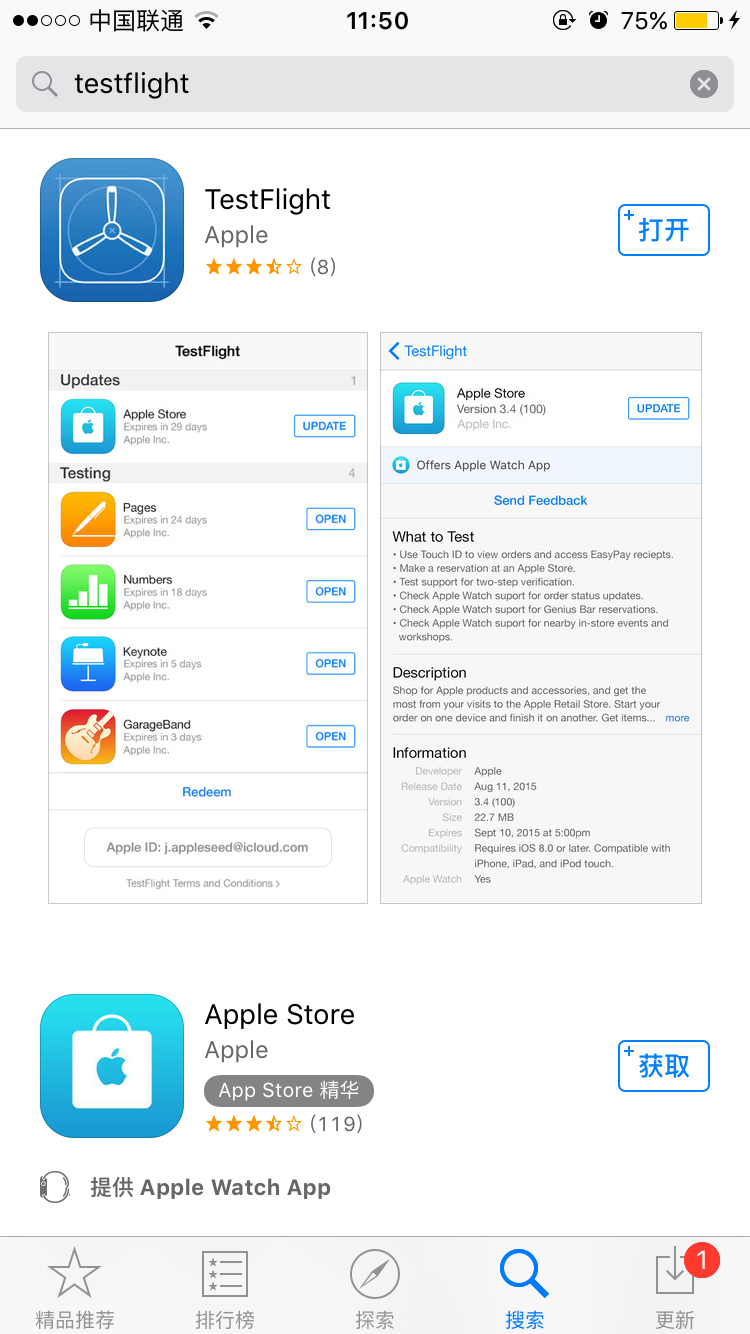 中国联通
11:50
75%
testflight
TestFlight
Apple
(8)
打开
TestFlight
Updates 1
Apple Store
Expires in 29 days
Apple Inc.
UPDATE
Testing 4
Pages
Expires in 24 days
Apple Inc.
OPEN
Numbers
Expires in 18 days
Apple Inc.
OPEN
Keynote
Expires in 5 days
Apple Inc.
OPEN
GarageBand
Expires in 3 days
Apple Inc.
OPEN
Redeem
Apple ID: j.appleseed@icloud.com
TestFlight Terms and Conditions >
TestFlight
Apple Store
Version 3.4 (100)
Apple Inc.
UPDATE
Offers Apple Watch App
Send Feedback
What to Test
• Use Touch ID to view orders and access EasyPay reciepts.
• Make a reservation at an Apple Store.
• Test support for two-step verification.
• Check Apple Watch suport for order status updates.
• Check Apple Watch suport for Genius Bar reservations.
• Check Apple Watch suport for nearby in-store events and
workshops.
Description
Shop for Apple products and accessories, and get the
most from your visits to the Apple Retail Store. Start your
order on one device and finish it on another. Get items... more
Information
Developer Apple
Release Date Aug 11, 2015
Version 3.4 (100)
Size 22.7 MB
Expires Sept 10, 2015 at 5:00pm
Compatibility Requires iOS 8.0 or later. Compatible with
iPhone, iPad, and iPod touch.
Apple Watch Yes
Apple Store
Apple
App Store 精华
(119)
获取
提供 Apple Watch App
精品推荐
排行榜
探索
搜索
1
更新